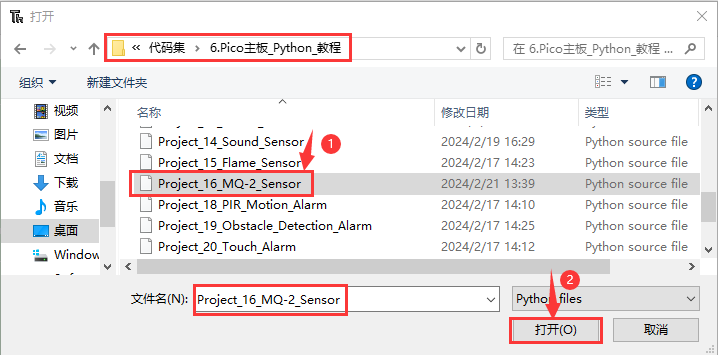 打开
« 代码集 › 6.Pico主板_Python_教程
在 6.Pico主板_Python_教程 ...
组织
新建文件夹
名称 修改日期 类型
视频
图片
文档
下载
音乐
桌面
Windows
Project_14_Sound_Sensor 2024/2/19 16:29 Python source file
Project_15_Flame_Sensor 2024/2/17 14:23 Python source file
1
Project_16_MQ-2_Sensor 2024/2/21 13:39 Python source file
Project_18_PIR_Motion_Alarm 2024/2/17 14:10 Python source file
Project_19_Obstacle_Detection_Alarm 2024/2/17 14:25 Python source file
Project_20_Touch_Alarm 2024/2/17 14:12 Python source file
2
文件名(N): Project_16_MQ-2_Sensor Python files
打开(O) 取消